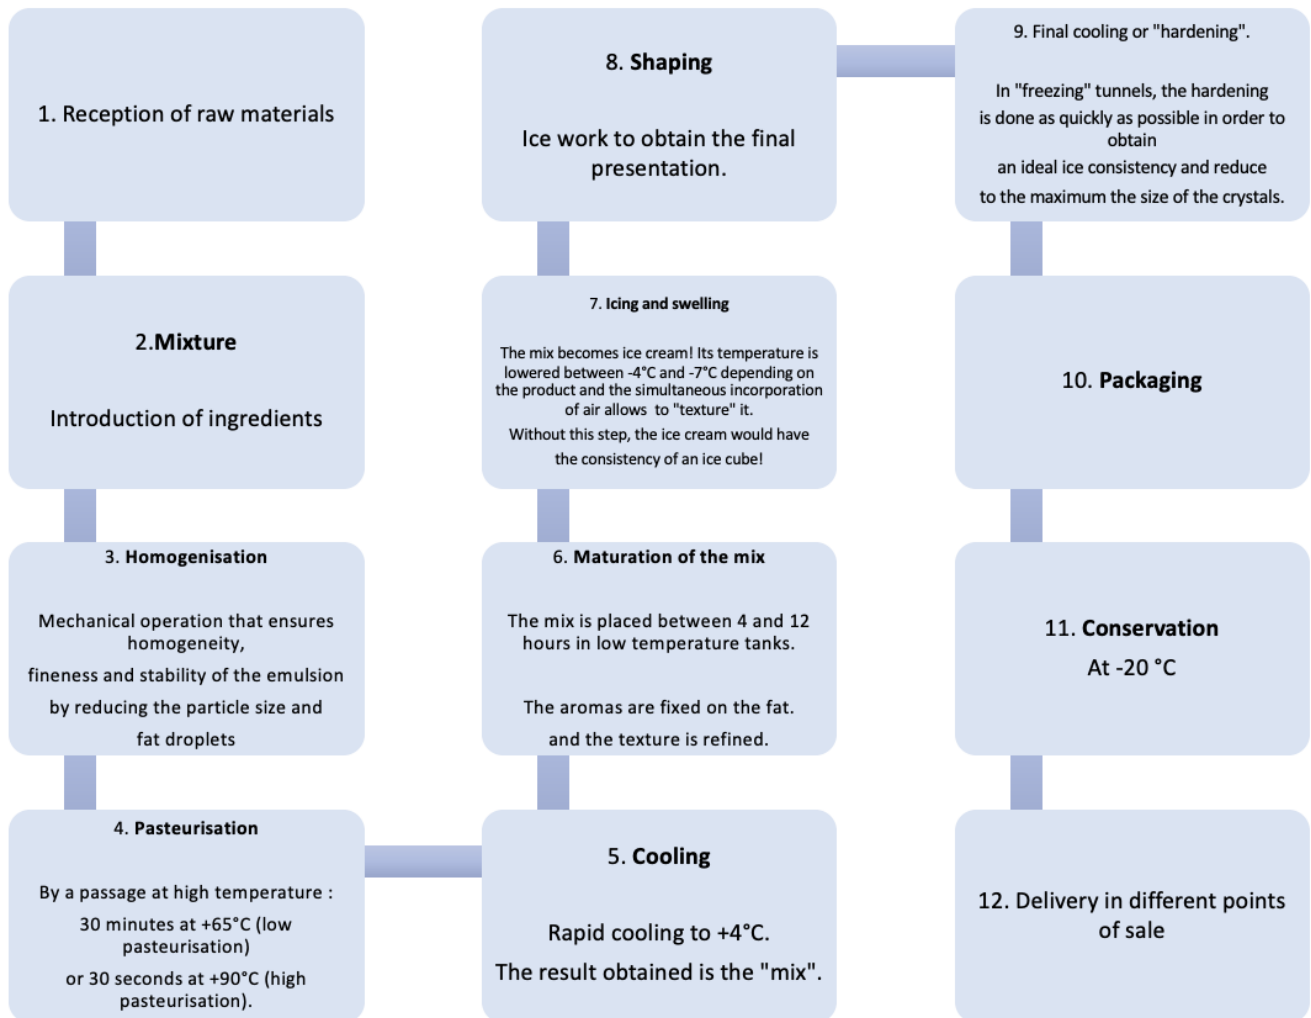 1. Reception of raw materials
2.Mixture
Introduction of ingredients
3. Homogenisation
Mechanical operation that ensures
homogeneity,
fineness and stability of the emulsion
by reducing the particle size and
fat droplets
4. Pasteurisation
By a passage at high temperature :
30 minutes at +65°C (low
pasteurisation)
or 30 seconds at +90°C (high
pasteurisation).
5. Cooling
Rapid cooling to +4°C.
The result obtained is the "mix".
6. Maturation of the mix
The mix is placed between 4 and 12
hours in low temperature tanks.
The aromas are fixed on the fat.
and the texture is refined.
7. Icing and swelling
The mix becomes ice cream! Its temperature is
lowered between -4°C and -7°C depending on
the product and the simultaneous incorporation
of air allows to "texture" it.
Without this step, the ice cream would have
the consistency of an ice cube!
8. Shaping
Ice work to obtain the final
presentation.
9. Final cooling or "hardening".
In "freezing" tunnels, the hardening
is done as quickly as possible in order to
obtain
an ideal ice consistency and reduce
to the maximum the size of the crystals.
10. Packaging
11. Conservation
At -20 °C
12. Delivery in different points
of sale